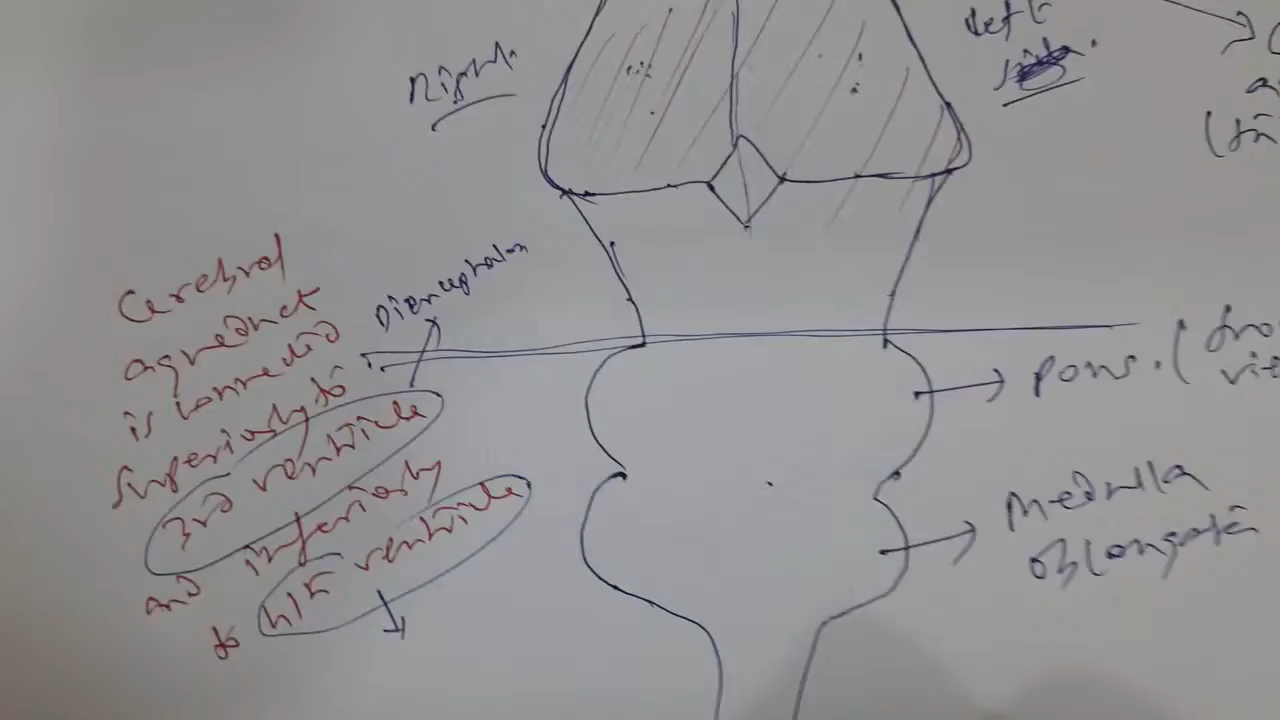 Right
left
Diencephalon
Cerebral
aqueduct
is connected
superiorly to
3rd ventricle
and inferiorly
to 4th ventricle
Pons. (
Medulla
oblongata